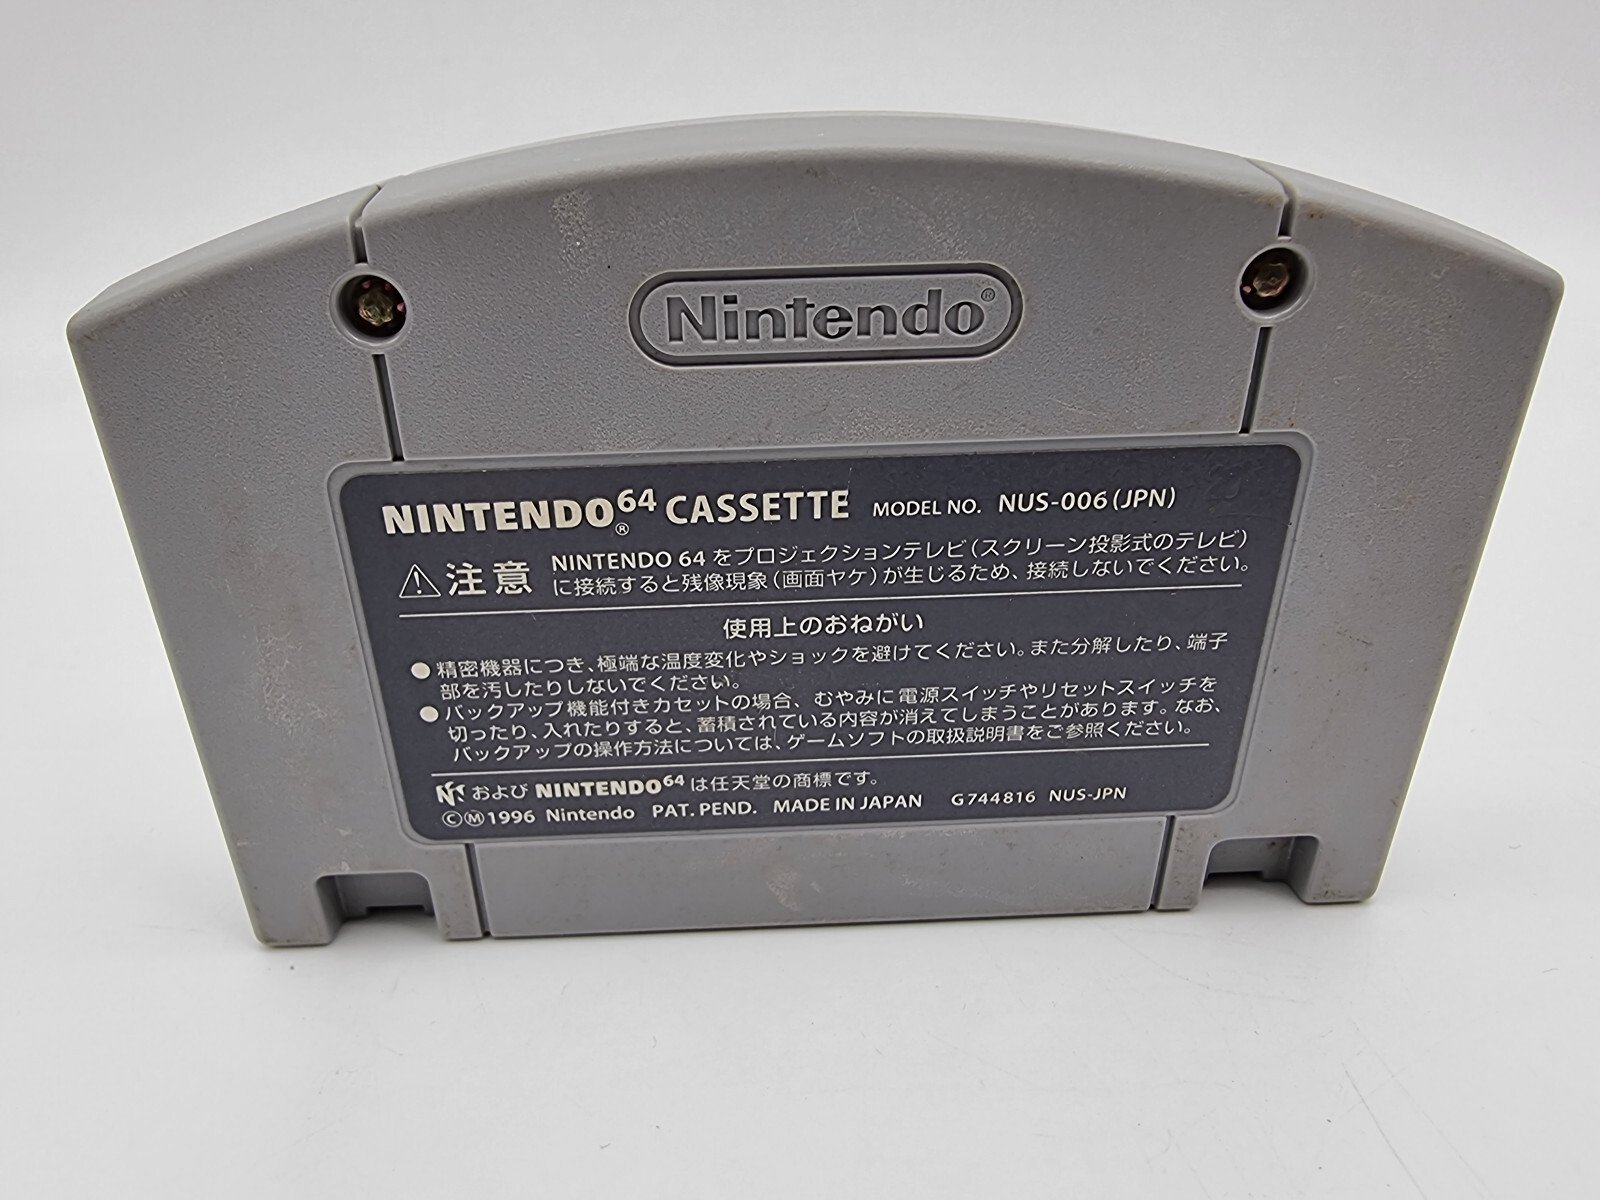 Nintendo®
NINTENDO64® CASSETTE MODEL NO. NUS-006(JPN)
⚠注意 NINTENDO 64 をプロジェクションテレビ(スクリーン投影式のテレビ)
に接続すると残像現象(画面ヤケ)が生じるため、接続しないでください。
使用上のおねがい
●精密機器につき、極端な温度変化やショックを避けてください。また分解したり、端子
部を汚したりしないでください。
●バックアップ機能付きカセットの場合、むやみに電源スイッチやリセットスイッチを
切ったり、入れたりすると、蓄積されている内容が消えてしまうことがあります。なお、
バックアップの操作方法については、ゲームソフトの取扱説明書をご参照ください。
および NINTENDO64 は任天堂の商標です。
ⒸⓂ1996 Nintendo PAT. PEND. MADE IN JAPAN G744816 NUS-JPN